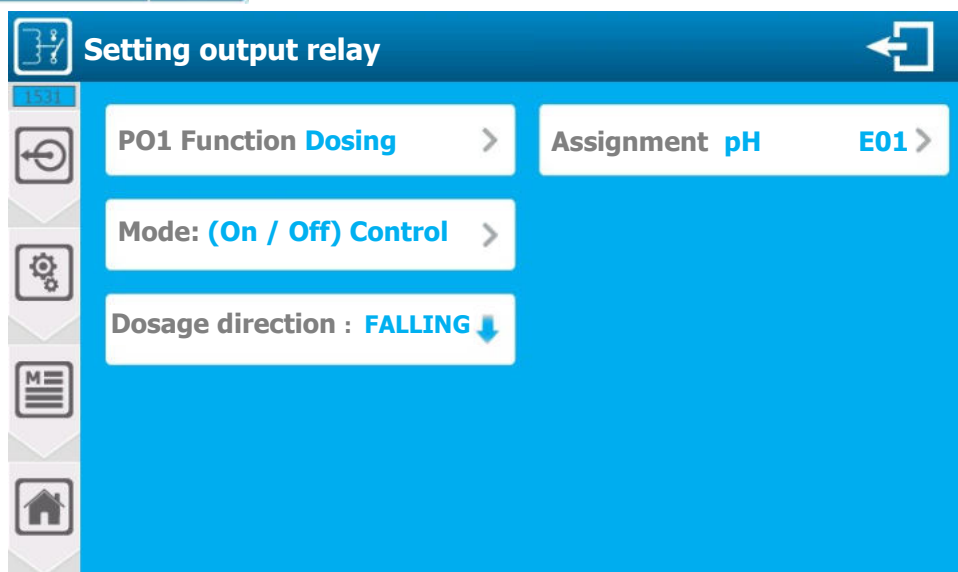 Setting output relay
1531
PO1 Function Dosing
Assignment pH E01
Mode: (On / Off) Control
Dosage direction : FALLING
M